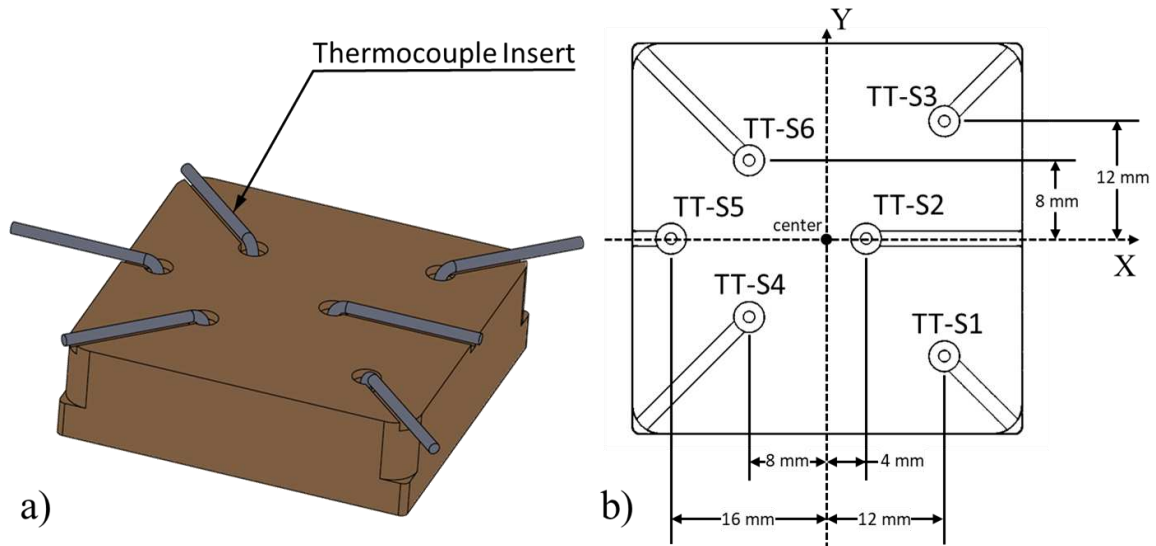 Thermocouple Insert
a)
Y
TT-S3
TT-S6
12 mm
8 mm
TT-S5
TT-S2
center
X
TT-S4
TT-S1
8 mm
4 mm
16 mm
12 mm
b)